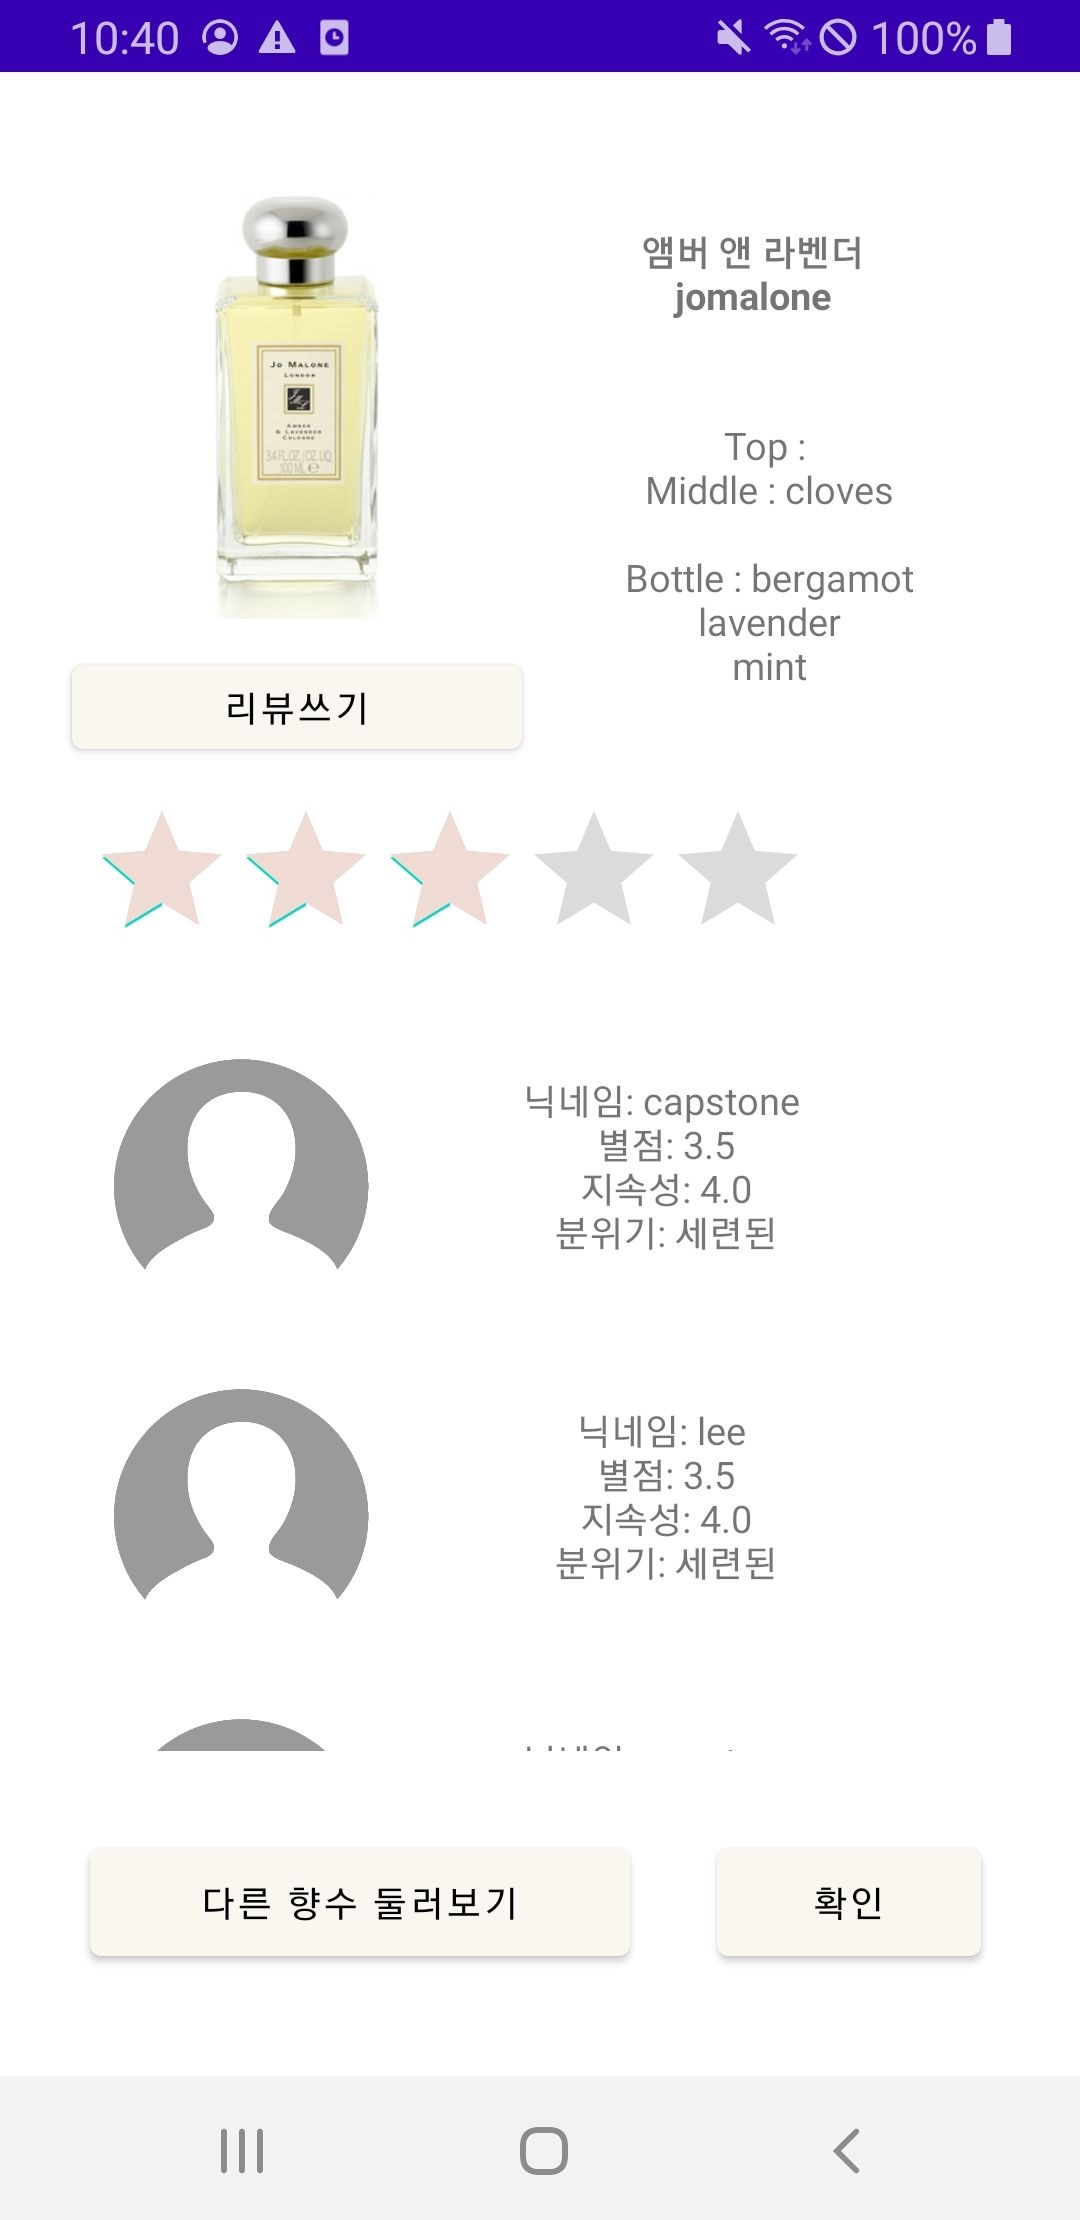 10:40
100%
앰버 앤 라벤더
jomalone
JO MALONE
LONDON
AMBER
& LAVENDER
COLOGNE
3.4 FL.OZ. / OZ. LIQ
100 ML ℮
Top :
Middle : cloves
Bottle : bergamot
lavender
mint
리뷰쓰기
닉네임: capstone
별점: 3.5
지속성: 4.0
분위기: 세련된
닉네임: lee
별점: 3.5
지속성: 4.0
분위기: 세련된
다른 향수 둘러보기
확인